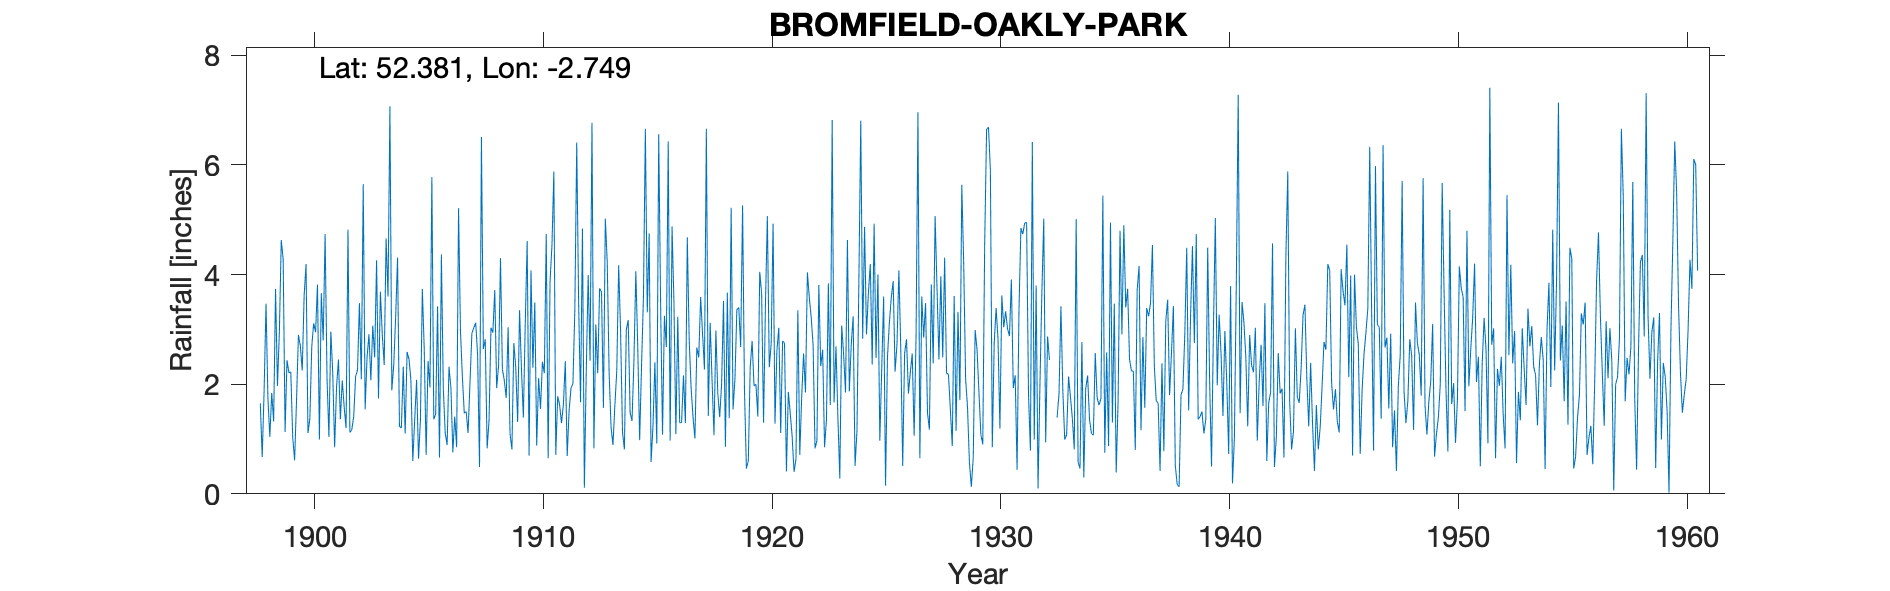 BROMFIELD-OAKLY-PARK
Lat: 52.381, Lon: -2.749
Rainfall [inches]
8
6
4
2
0
1900 1910 1920 1930 1940 1950 1960
Year